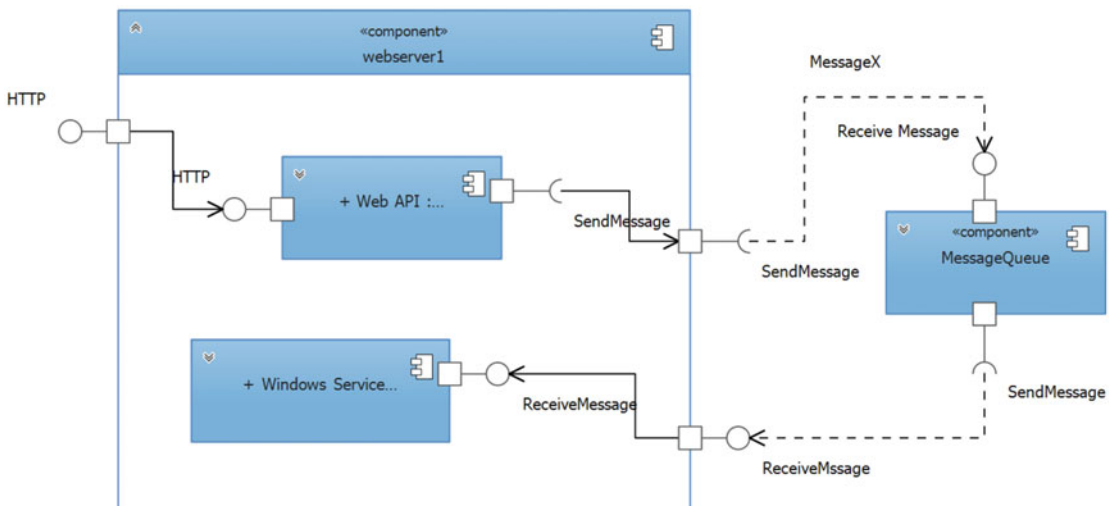 «component»
webserver1
MessageX
HTTP
Receive Message
HTTP
+ Web API :...
SendMessage
«component»
MessageQueue
SendMessage
+ Windows Service...
ReceiveMessage
SendMessage
ReceiveMssage